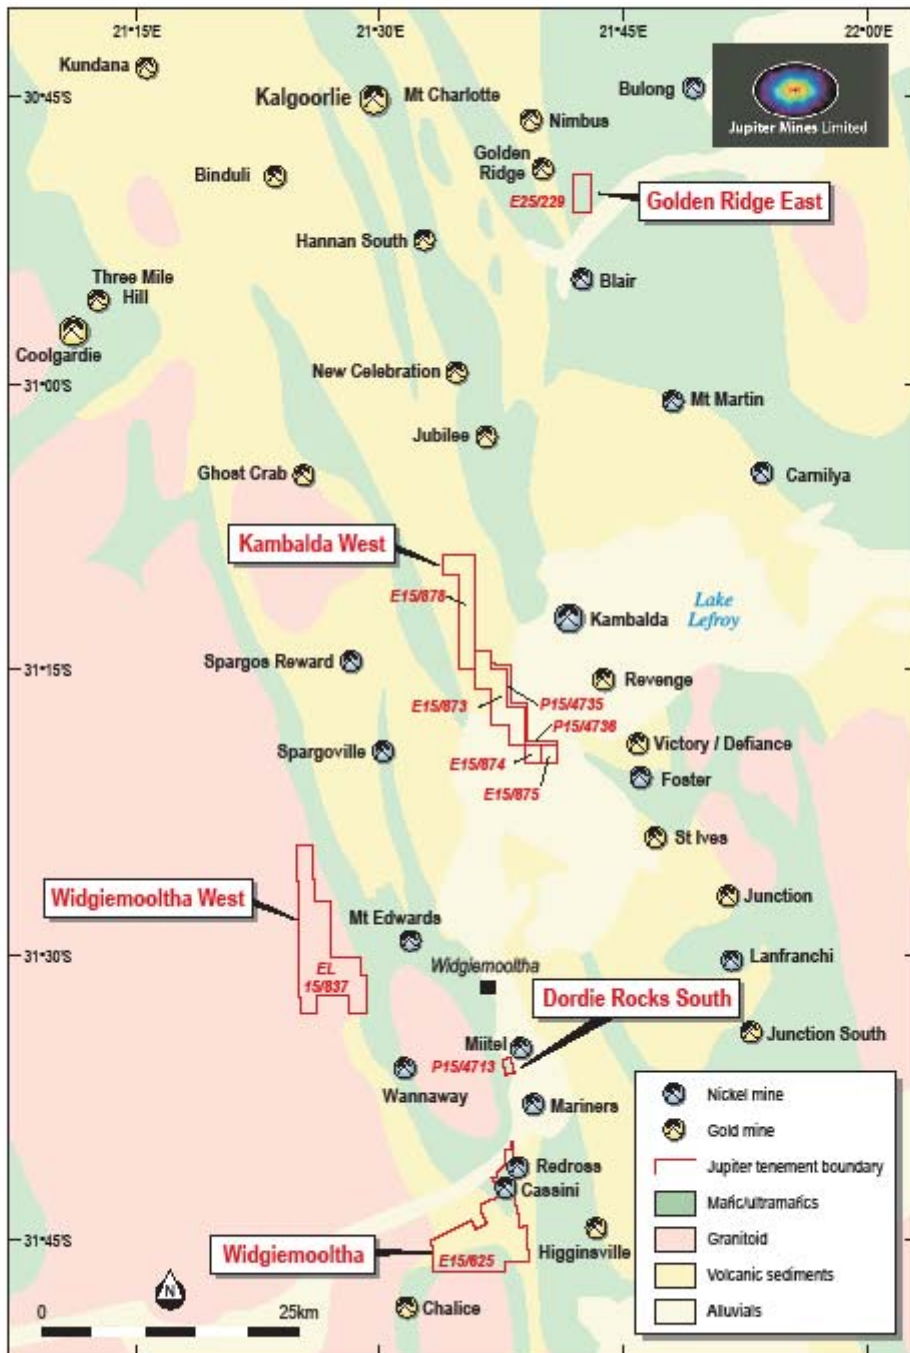 21°15'E
21°30'E
21°45'E
22°00'E
Kundana
30°45'S
Kalgoorlie
Mt Charlotte
Bulong
Nimbus
Jupiter Mines Limited
Binduli
Golden
Ridge
E25/229
Golden Ridge East
Hannan South
Three Mile
Hill
Blair
Coolgardie
New Celebration
31°00'S
Mt Martin
Jubilee
Ghost Crab
Carnilya
Kambalda West
E15/878
Lake
Lefroy
Kambalda
31°15'S
Spargos Reward
Revenge
E15/873
P15/4735
P15/4736
Victory / Defiance
Spargoville
E15/874
Foster
E15/875
St Ives
Widgiemooltha West
Junction
Mt Edwards
31°30'S
Lanfranchi
Widgiemooltha
EL
15/837
Dordie Rocks South
Junction South
Miitel
P15/4713
Wannaway
Mariners
Redross
Cassini
31°45'S
Widgiemooltha
E15/625
Higginsville
N
0
25km
Chalice
Nickel mine
Gold mine
Jupiter tenement boundary
Mafic/ultramafics
Granitoid
Volcanic sediments
Alluvials